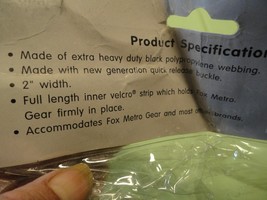 Product Specification
• Made of extra heavy duty black polypropylene webbing.
• Made with new generation quick release buckle.
• 2" width.
• Full length inner velcro® strip which holds Fox Metro
Gear firmly in place.
• Accommodates Fox Metro Gear and most other brands.